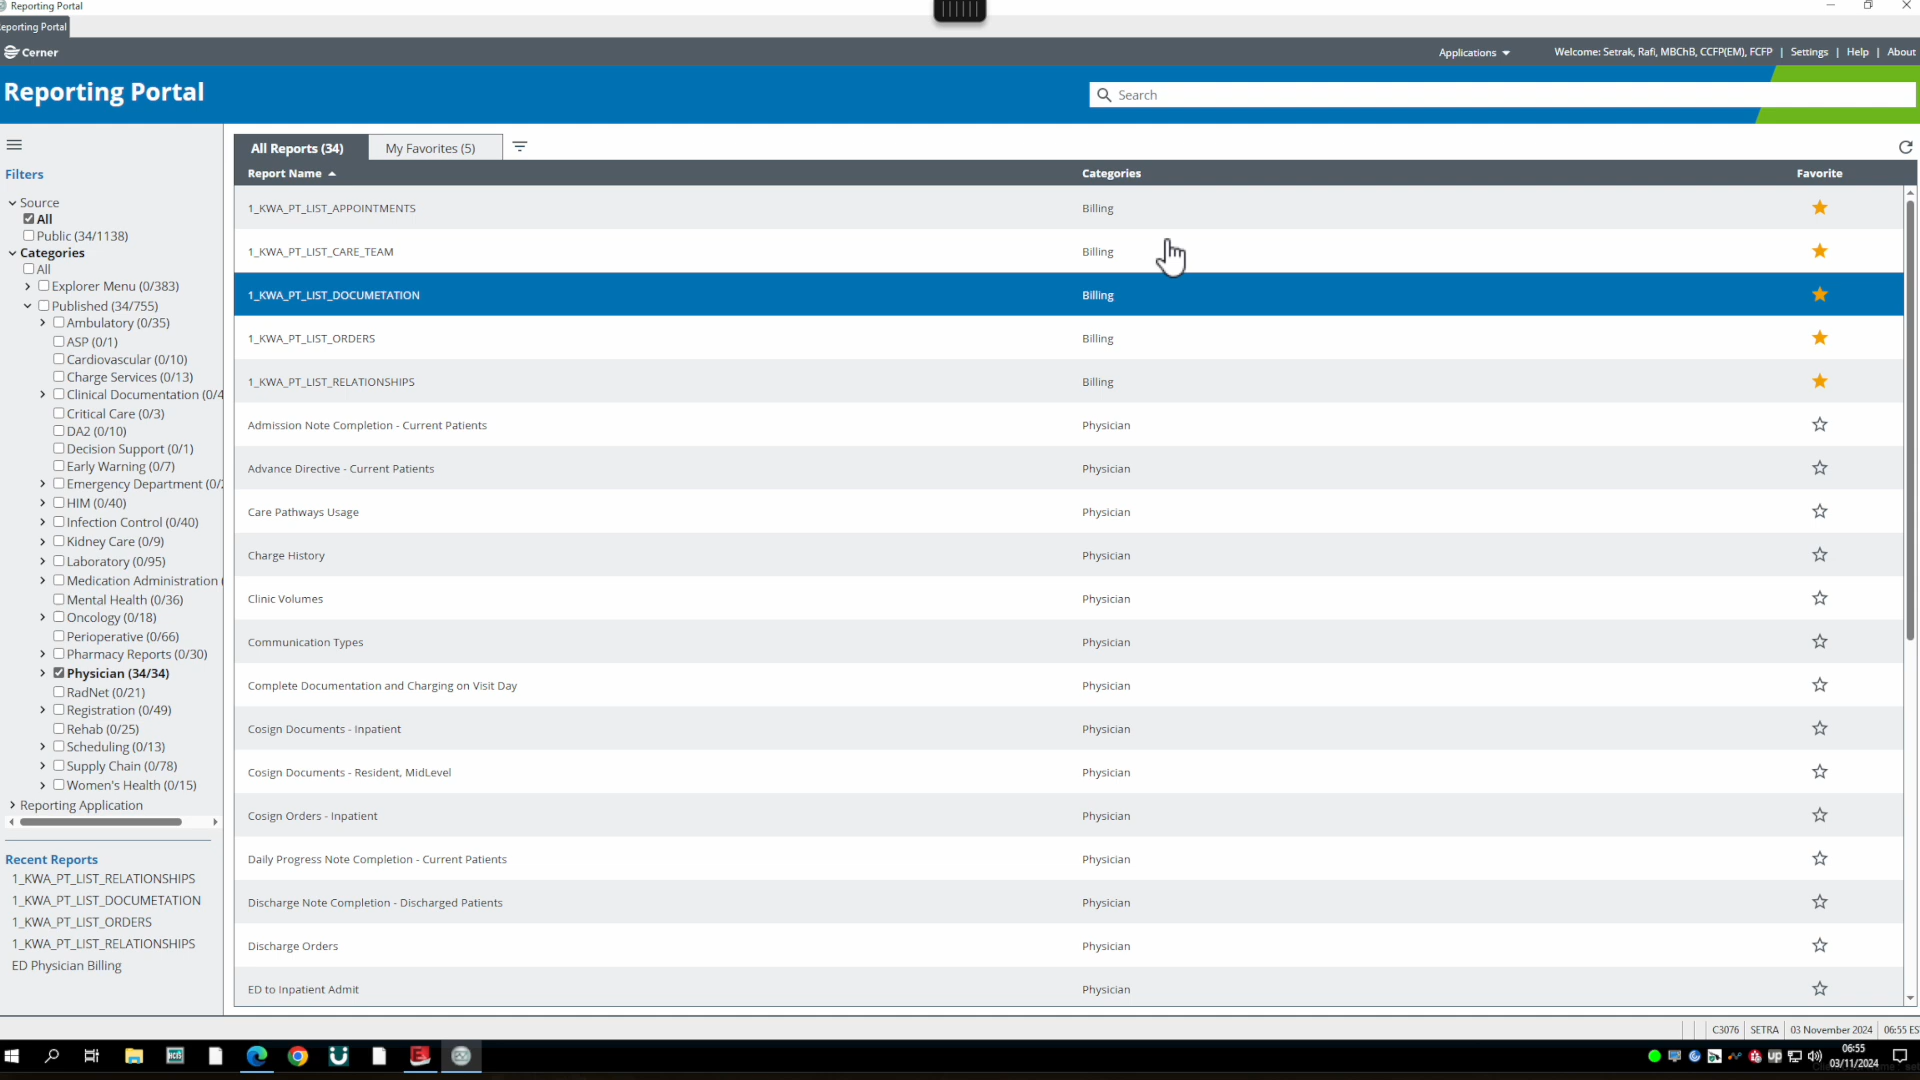 Reporting Portal
eporting Portal
Cerner
Applications
Welcome: Setrak, Rafi, MBChB, CCFP(EM), FCFP | Settings | Help | About
Reporting Portal
Search
All Reports (34)
My Favorites (5)
Filters
Report Name
Categories
Favorite
Source
All
Public (34/1138)
Categories
All
Explorer Menu (0/383)
Published (34/755)
Ambulatory (0/35)
ASP (0/1)
Cardiovascular (0/10)
Charge Services (0/13)
Clinical Documentation (0/4
Critical Care (0/3)
DA2 (0/10)
Decision Support (0/1)
Early Warning (0/7)
Emergency Department (0/
HIM (0/40)
Infection Control (0/40)
Kidney Care (0/9)
Laboratory (0/95)
Medication Administration (
Mental Health (0/36)
Oncology (0/18)
Perioperative (0/66)
Pharmacy Reports (0/30)
Physician (34/34)
RadNet (0/21)
Registration (0/49)
Rehab (0/25)
Scheduling (0/13)
Supply Chain (0/78)
Women's Health (0/15)
Reporting Application
Recent Reports
1_KWA_PT_LIST_RELATIONSHIPS
1_KWA_PT_LIST_DOCUMETATION
1_KWA_PT_LIST_ORDERS
1_KWA_PT_LIST_RELATIONSHIPS
ED Physician Billing
1_KWA_PT_LIST_APPOINTMENTS Billing
1_KWA_PT_LIST_CARE_TEAM Billing
1_KWA_PT_LIST_DOCUMETATION Billing
1_KWA_PT_LIST_ORDERS Billing
1_KWA_PT_LIST_RELATIONSHIPS Billing
Admission Note Completion - Current Patients Physician
Advance Directive - Current Patients Physician
Care Pathways Usage Physician
Charge History Physician
Clinic Volumes Physician
Communication Types Physician
Complete Documentation and Charging on Visit Day Physician
Cosign Documents - Inpatient Physician
Cosign Documents - Resident, MidLevel Physician
Cosign Orders - Inpatient Physician
Daily Progress Note Completion - Current Patients Physician
Discharge Note Completion - Discharged Patients Physician
Discharge Orders Physician
ED to Inpatient Admit Physician
C3076 SETRA 03 November 2024 06:55 ES
06:55
03/11/2024